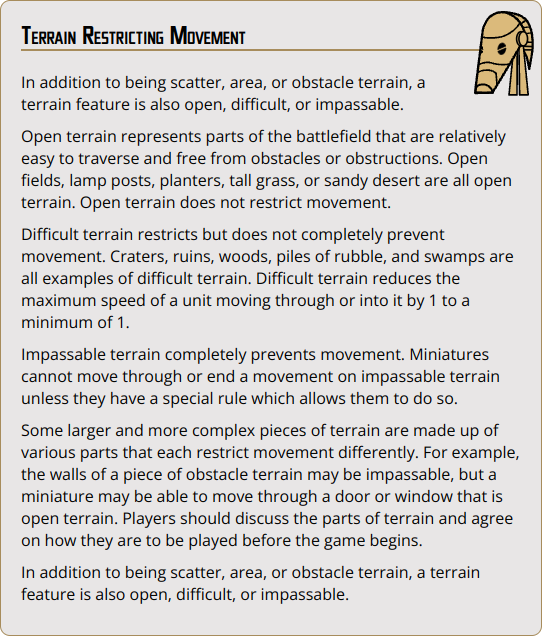 Terrain Restricting Movement
In addition to being scatter, area, or obstacle terrain, a
terrain feature is also open, difficult, or impassable.
Open terrain represents parts of the battlefield that are relatively
easy to traverse and free from obstacles or obstructions. Open
fields, lamp posts, planters, tall grass, or sandy desert are all open
terrain. Open terrain does not restrict movement.
Difficult terrain restricts but does not completely prevent
movement. Craters, ruins, woods, piles of rubble, and swamps are
all examples of difficult terrain. Difficult terrain reduces the
maximum speed of a unit moving through or into it by 1 to a
minimum of 1.
Impassable terrain completely prevents movement. Miniatures
cannot move through or end a movement on impassable terrain
unless they have a special rule which allows them to do so.
Some larger and more complex pieces of terrain are made up of
various parts that each restrict movement differently. For example,
the walls of a piece of obstacle terrain may be impassable, but a
miniature may be able to move through a door or window that is
open terrain. Players should discuss the parts of terrain and agree
on how they are to be played before the game begins.
In addition to being scatter, area, or obstacle terrain, a terrain
feature is also open, difficult, or impassable.